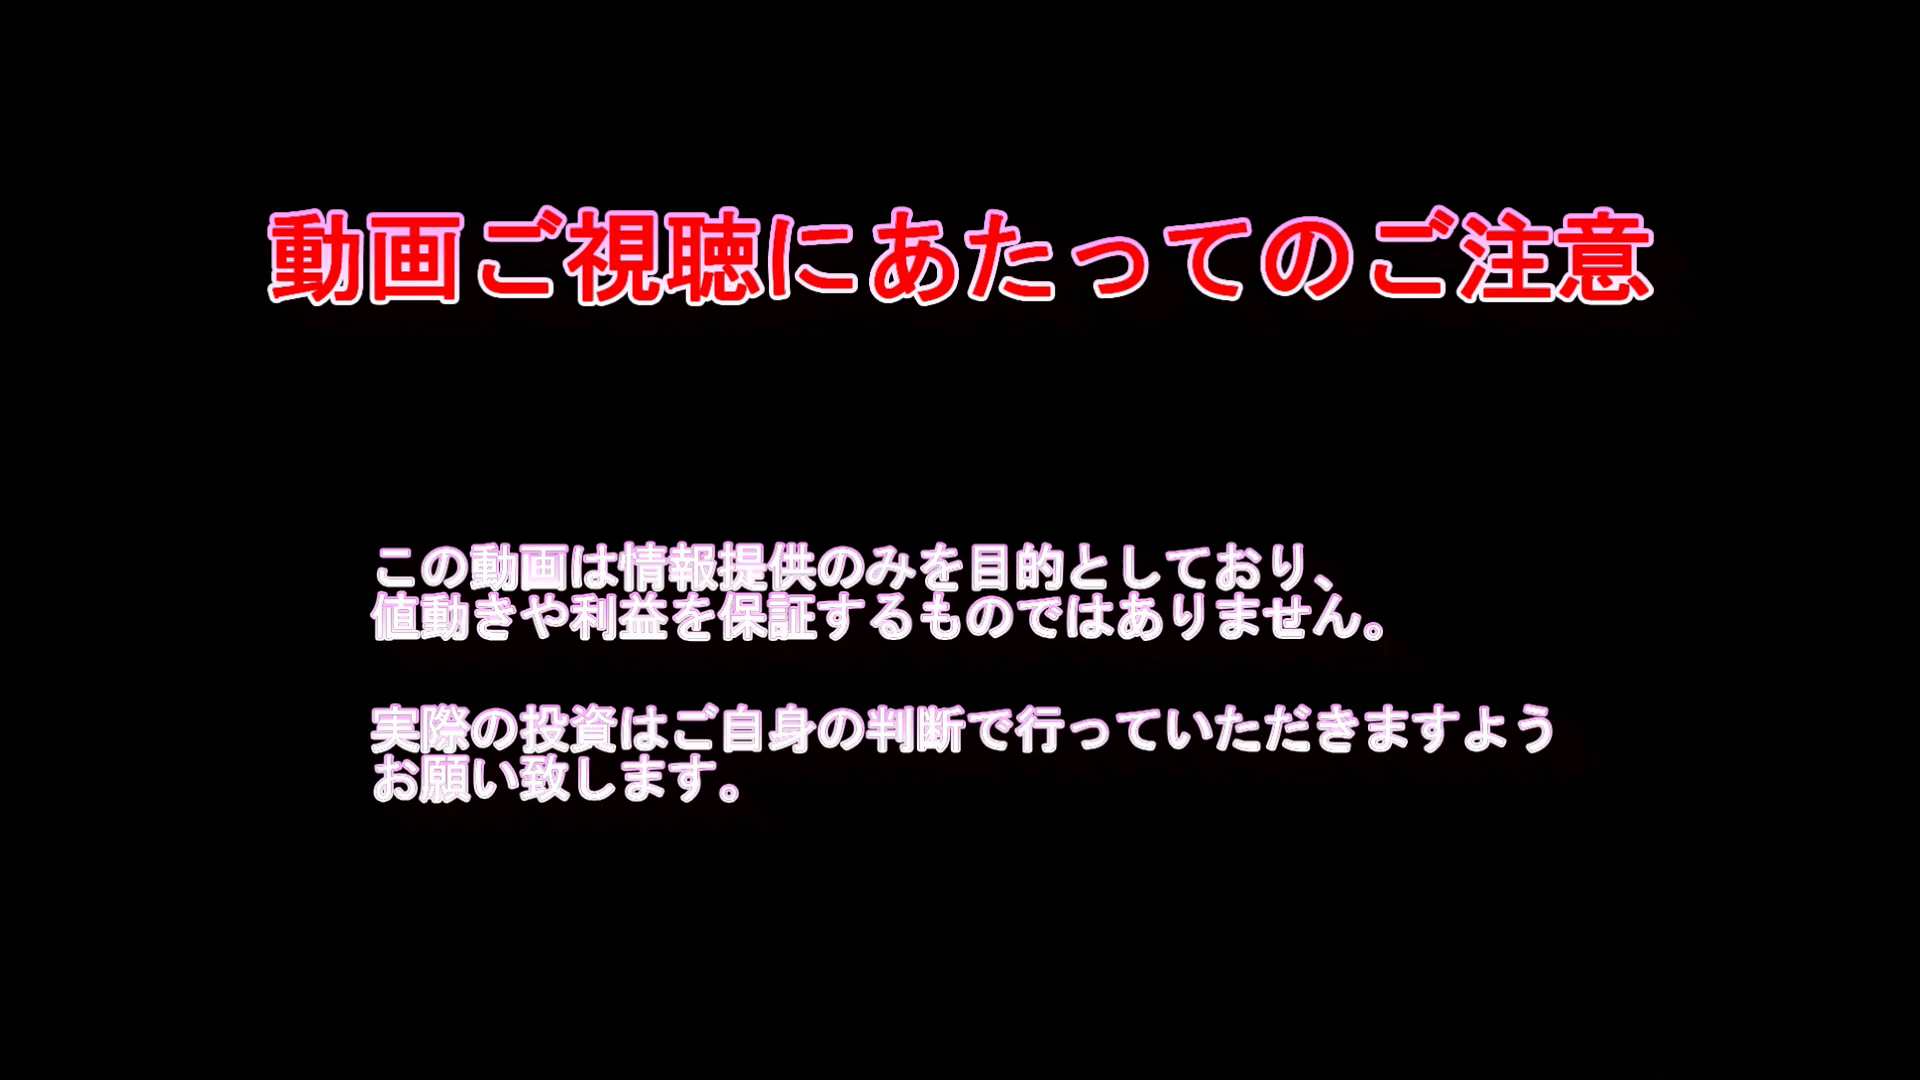 動画ご視聴にあたってのご注意
この動画は情報提供のみを目的としており、
値動きや利益を保証するものではありません。
実際の投資はご自身の判断で行っていただきますよう
お願い致します。